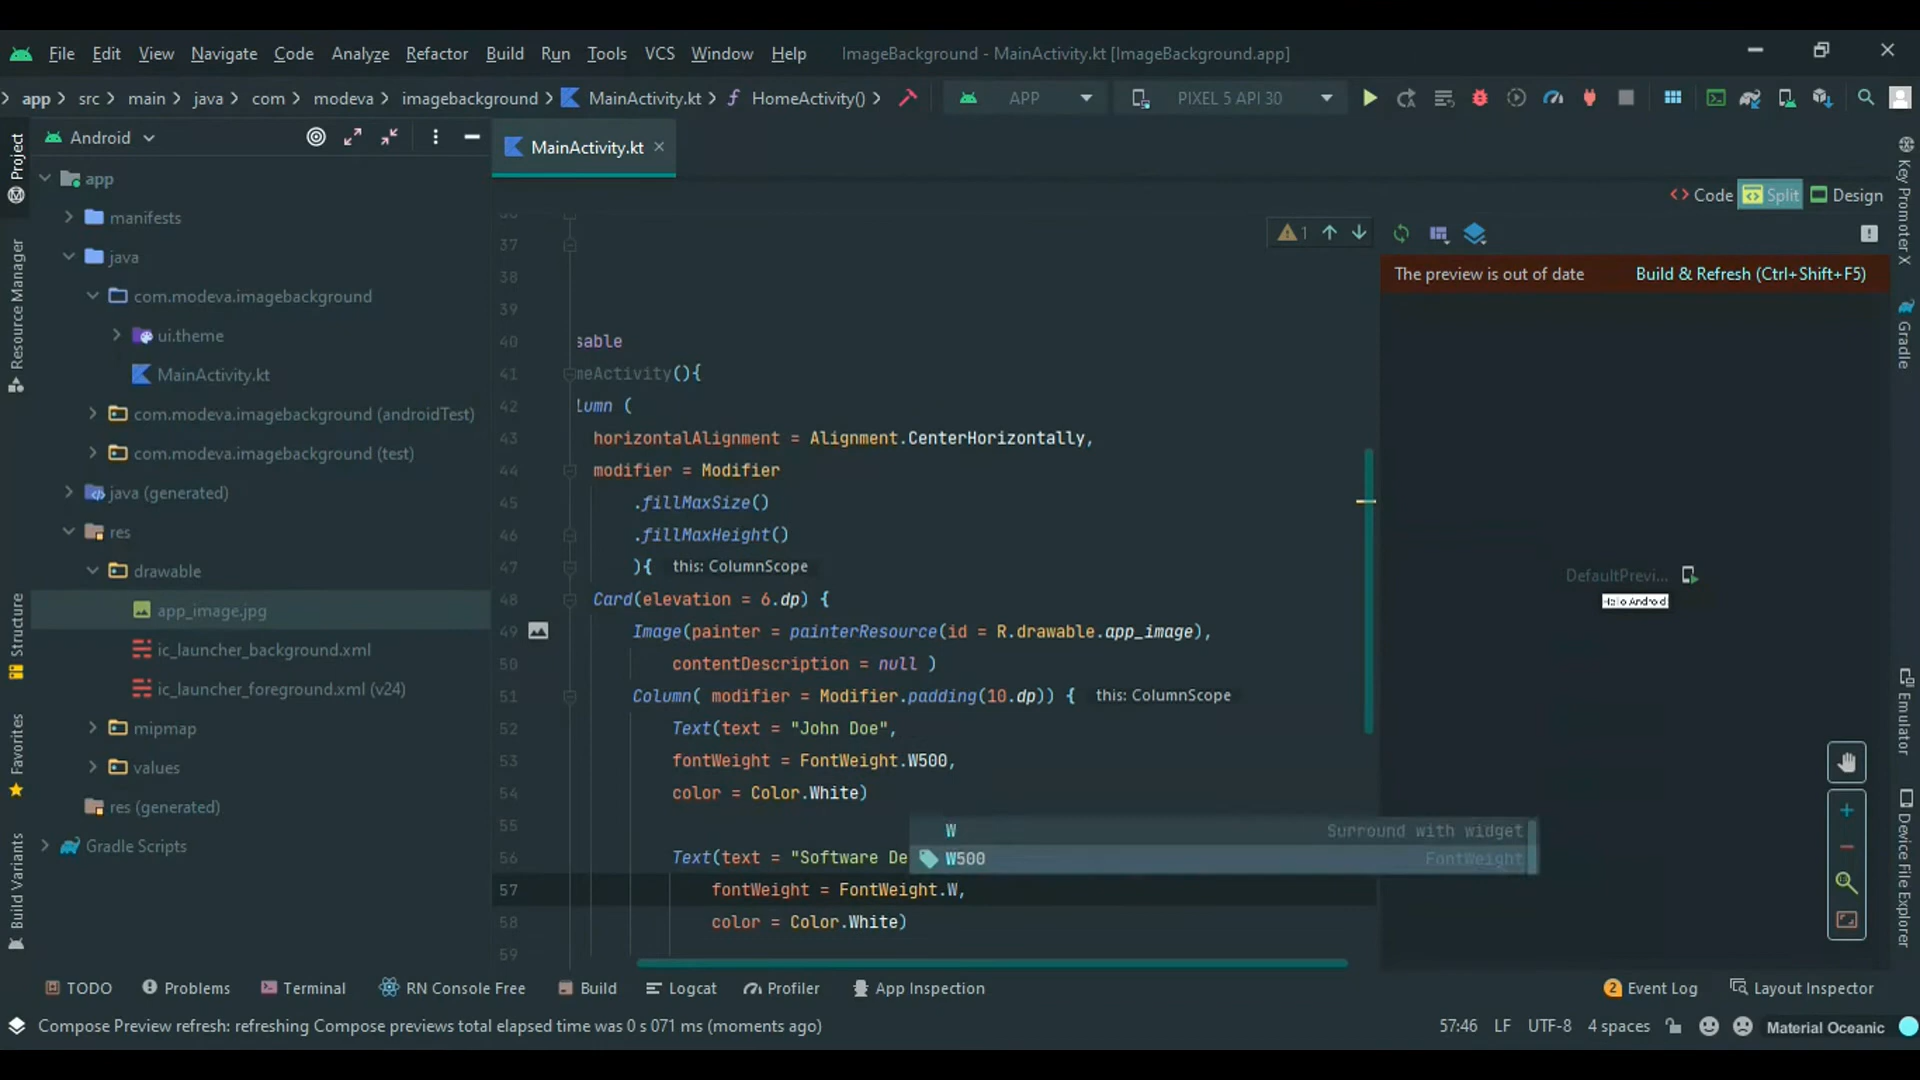 File Edit View Navigate Code Analyze Refactor Build Run Tools VCS Window Help ImageBackground - MainActivity.kt [ImageBackground.app]
app src main java com modeva imagebackground MainActivity.kt HomeActivity() APP PIXEL 5 API 30
Android
MainActivity.kt
Project
Resource Manager
Structure
Favorites
Build Variants
app
manifests
java
com.modeva.imagebackground
ui.theme
MainActivity.kt
com.modeva.imagebackground (androidTest)
com.modeva.imagebackground (test)
java (generated)
res
drawable
app_image.jpg
ic_launcher_background.xml
ic_launcher_foreground.xml (v24)
mipmap
values
res (generated)
Gradle Scripts
1
37
38
39
40 sable
41 meActivity(){
42 lumn (
43 horizontalAlignment = Alignment.CenterHorizontally,
44 modifier = Modifier
45 .fillMaxSize()
46 .fillMaxHeight()
47 ){ this: ColumnScope
48 Card(elevation = 6.dp) {
49 Image(painter = painterResource(id = R.drawable.app_image),
50 contentDescription = null )
51 Column( modifier = Modifier.padding(10.dp)) { this: ColumnScope
52 Text(text = "John Doe",
53 fontWeight = FontWeight.W500,
54 color = Color.White)
55
W Surround with widget
56 Text(text = "Software De
W500 FontWeight
57 fontWeight = FontWeight.W,
58 color = Color.White)
59
Code Split Design
The preview is out of date Build & Refresh (Ctrl+Shift+F5)
DefaultPrevi...
Hello Android
Key Promoter X
Gradle
Emulator
Device File Explorer
TODO Problems Terminal RN Console Free Build Logcat Profiler App Inspection 2 Event Log Layout Inspector
Compose Preview refresh: refreshing Compose previews total elapsed time was 0 s 071 ms (moments ago) 57:46 LF UTF-8 4 spaces Material Oceanic